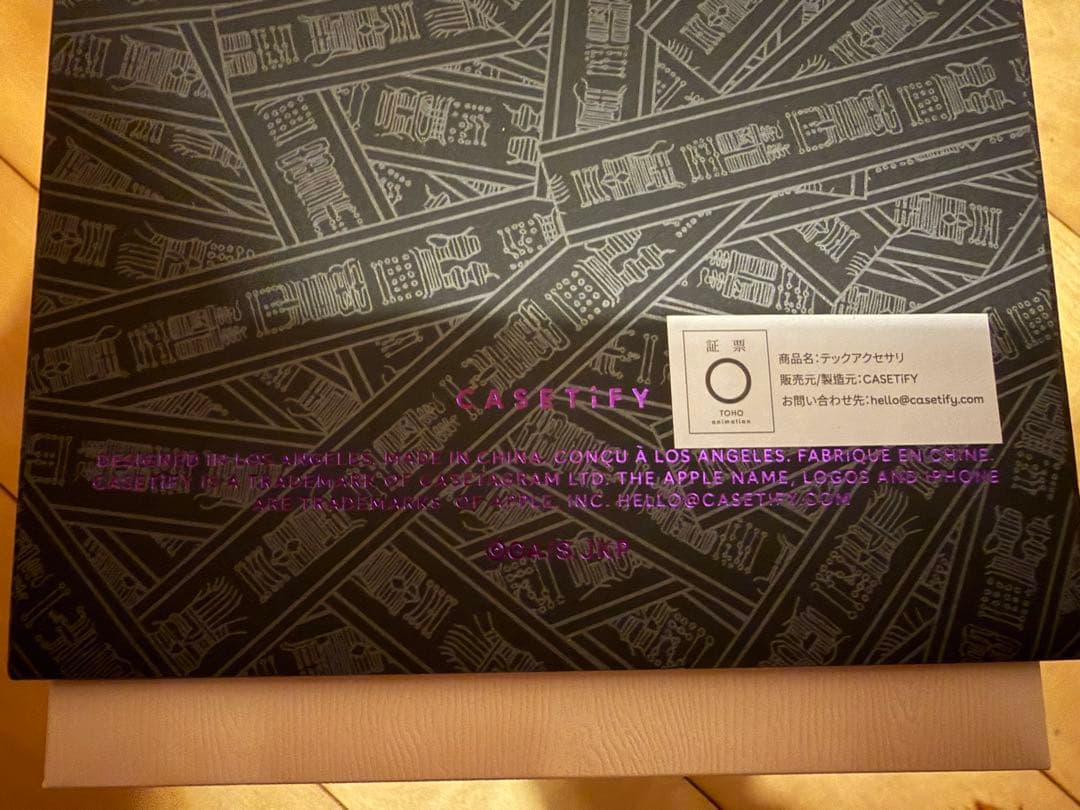 CASETiFY
証 票
TOHO
animation
商品名:テックアクセサリ
販売元/製造元:CASETiFY
お問い合わせ先:hello@casetify.com
DESIGNED IN LOS ANGELES. MADE IN CHINA. CONÇU À LOS ANGELES. FABRIQUE EN CHINE.
CASETiFY IS A TRADEMARK OF CASETAGRAM LTD. THE APPLE NAME, LOGOS AND iPHONE
ARE TRADEMARKS OF APPLE, INC. HELLO@CASETiFY.COM
©GA/S,JKP